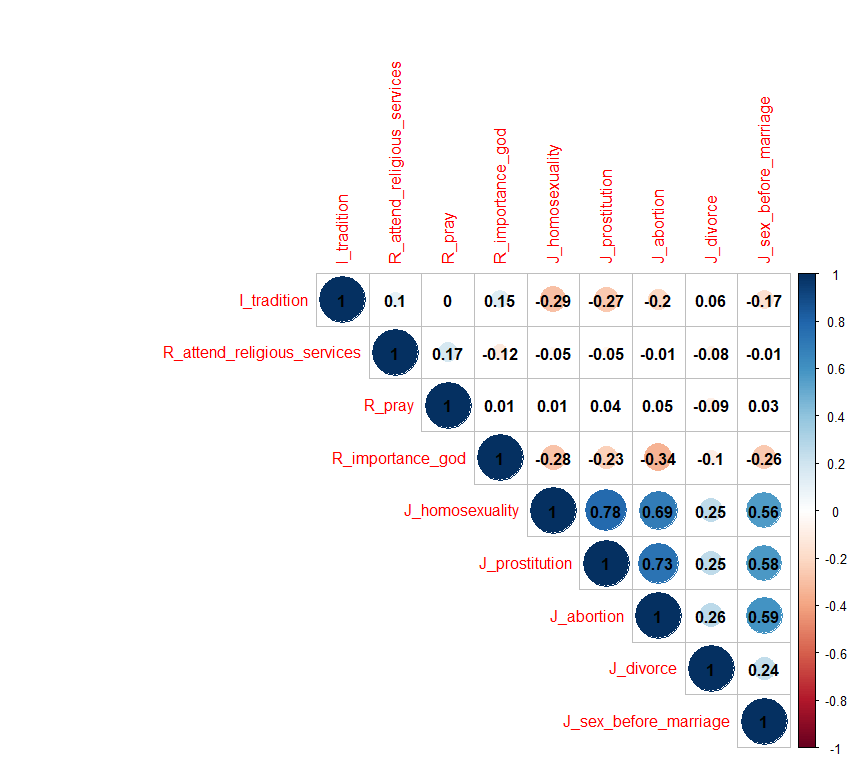 I_tradition
R_attend_religious_services
R_pray
R_importance_god
J_homosexuality
J_prostitution
J_abortion
J_divorce
J_sex_before_marriage
I_tradition 1 0.1 0 0.15 -0.29 -0.27 -0.2 0.06 -0.17
R_attend_religious_services 1 0.17 -0.12 -0.05 -0.05 -0.01 -0.08 -0.01
R_pray 1 0.01 0.01 0.04 0.05 -0.09 0.03
R_importance_god 1 -0.28 -0.23 -0.34 -0.1 -0.26
J_homosexuality 1 0.78 0.69 0.25 0.56
J_prostitution 1 0.73 0.25 0.58
J_abortion 1 0.26 0.59
J_divorce 1 0.24
J_sex_before_marriage 1
1
0.8
0.6
0.4
0.2
0
-0.2
-0.4
-0.6
-0.8
-1